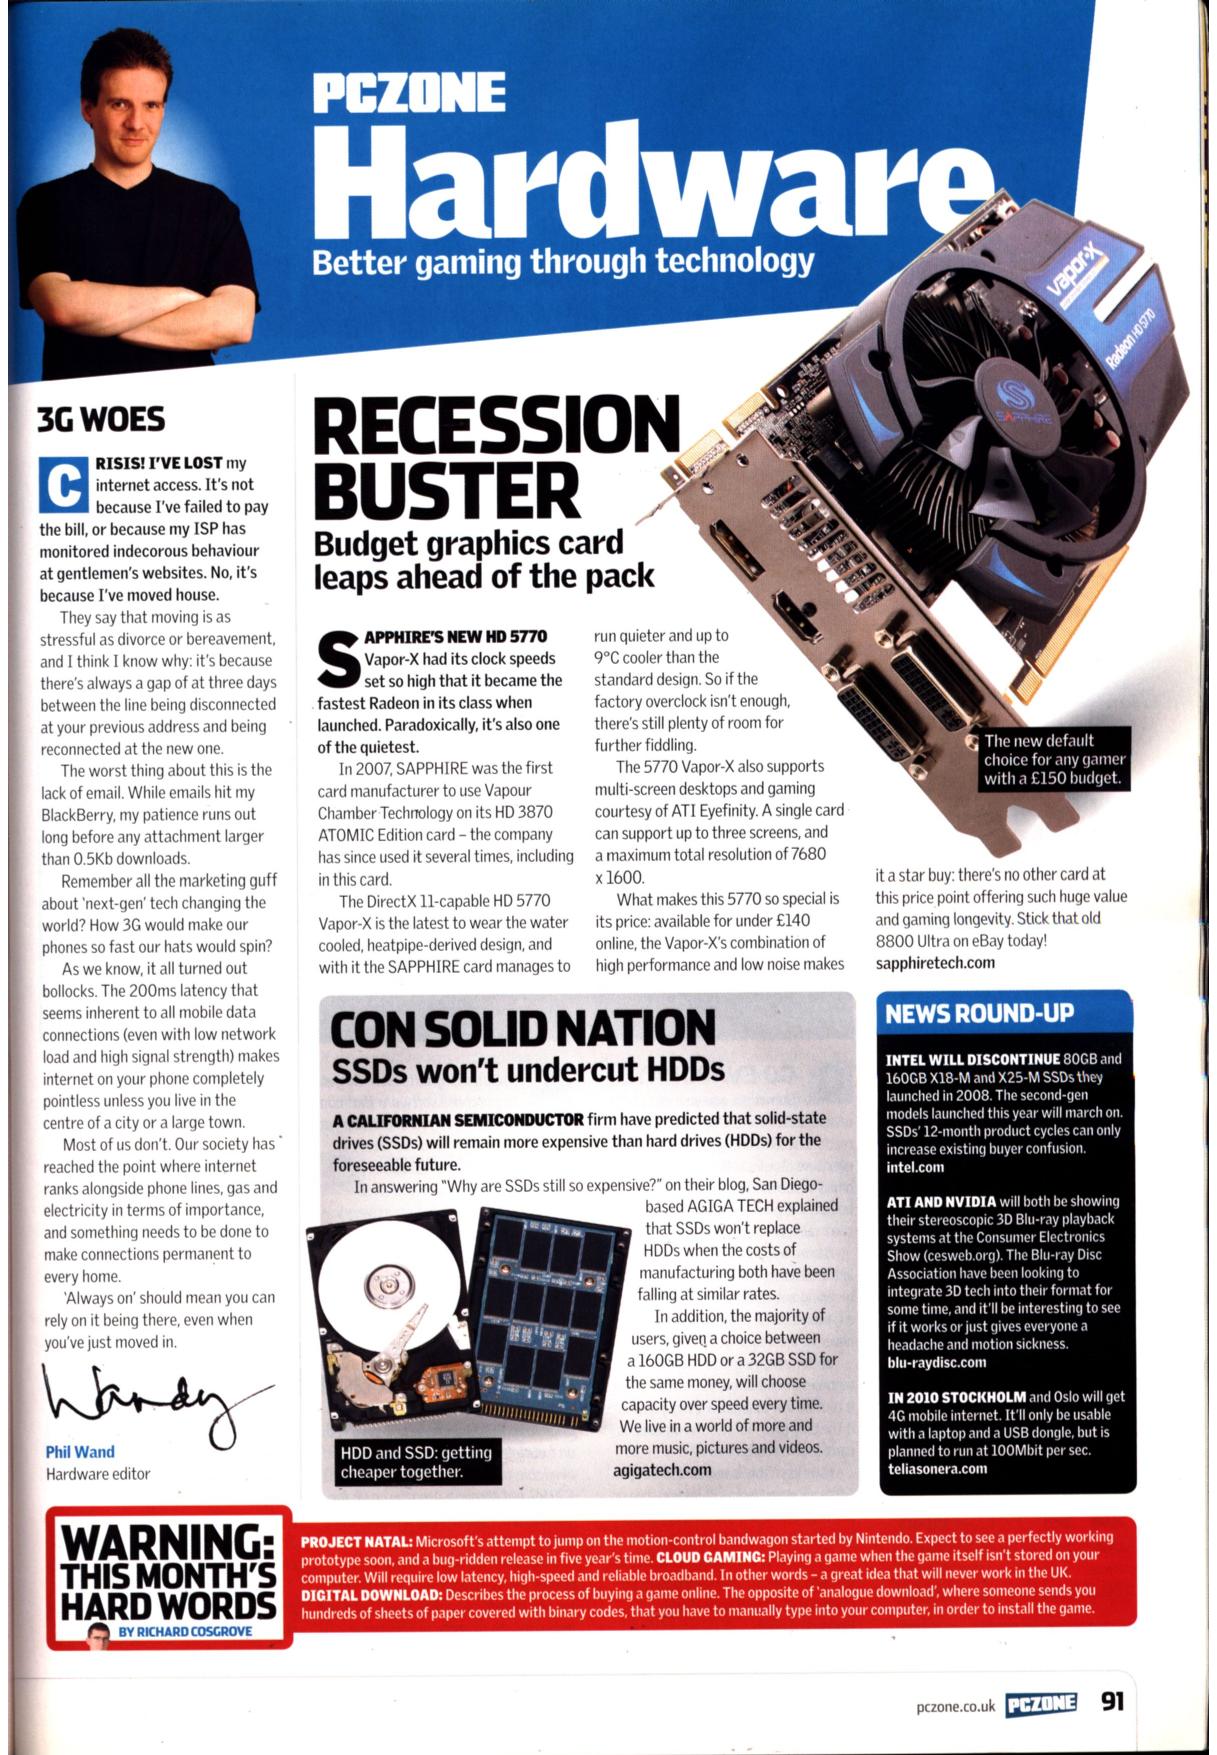 PCZONE
Hardware
Better gaming through technology
vapor-X
Radeon HD 5770
SAPPHIRE
3G WOES
CRISIS! I'VE LOST my
internet access. It's not
because I've failed to pay
the bill, or because my ISP has
monitored indecorous behaviour
at gentlemen's websites. No, it's
because I've moved house.
They say that moving is as
stressful as divorce or bereavement,
and I think I know why: it's because
there's always a gap of at three days
between the line being disconnected
at your previous address and being
reconnected at the new one.
The worst thing about this is the
lack of email. While emails hit my
BlackBerry, my patience runs out
long before any attachment larger
than 0.5Kb downloads.
Remember all the marketing guff
about 'next-gen' tech changing the
world? How 3G would make our
phones so fast our hats would spin?
As we know, it all turned out
bollocks. The 200ms latency that
seems inherent to all mobile data
connections (even with low network
load and high signal strength) makes
internet on your phone completely
pointless unless you live in the
centre of a city or a large town.
Most of us don't. Our society has
reached the point where internet
ranks alongside phone lines, gas and
electricity in terms of importance,
and something needs to be done to
make connections permanent to
every home.
'Always on' should mean you can
rely on it being there, even when
you've just moved in.
Wandy
Phil Wand
Hardware editor
RECESSION
BUSTER
Budget graphics card
leaps ahead of the pack
SAPPHIRE'S NEW HD 5770
Vapor-X had its clock speeds
set so high that it became the
fastest Radeon in its class when
launched. Paradoxically, it's also one
of the quietest.
In 2007, SAPPHIRE was the first
card manufacturer to use Vapour
Chamber Technology on its HD 3870
ATOMIC Edition card – the company
has since used it several times, including
in this card.
The DirectX 11-capable HD 5770
Vapor-X is the latest to wear the water
cooled, heatpipe-derived design, and
with it the SAPPHIRE card manages to
run quieter and up to
9°C cooler than the
standard design. So if the
factory overclock isn't enough,
there's still plenty of room for
further fiddling.
The 5770 Vapor-X also supports
multi-screen desktops and gaming
courtesy of ATI Eyefinity. A single card
can support up to three screens, and
a maximum total resolution of 7680
x 1600.
What makes this 5770 so special is
its price: available for under £140
online, the Vapor-X's combination of
high performance and low noise makes
it a star buy: there's no other card at
this price point offering such huge value
and gaming longevity. Stick that old
8800 Ultra on eBay today!
sapphiretech.com
The new default
choice for any gamer
with a £150 budget.
CON SOLID NATION
SSDs won't undercut HDDs
A CALIFORNIAN SEMICONDUCTOR firm have predicted that solid-state
drives (SSDs) will remain more expensive than hard drives (HDDs) for the
foreseeable future.
In answering "Why are SSDs still so expensive?" on their blog, San Diego-
based AGIGA TECH explained
that SSDs won't replace
HDDs when the costs of
manufacturing both have been
falling at similar rates.
In addition, the majority of
users, given a choice between
a 160GB HDD or a 32GB SSD for
the same money, will choose
capacity over speed every time.
We live in a world of more and
more music, pictures and videos.
agigatech.com
HDD and SSD: getting
cheaper together.
NEWS ROUND-UP
INTEL WILL DISCONTINUE 80GB and
160GB X18-M and X25-M SSDs they
launched in 2008. The second-gen
models launched this year will march on.
SSDs' 12-month product cycles can only
increase existing buyer confusion.
intel.com
ATI AND NVIDIA will both be showing
their stereoscopic 3D Blu-ray playback
systems at the Consumer Electronics
Show (cesweb.org). The Blu-ray Disc
Association have been looking to
integrate 3D tech into their format for
some time, and it'll be interesting to see
if it works or just gives everyone a
headache and motion sickness.
blu-raydisc.com
IN 2010 STOCKHOLM and Oslo will get
4G mobile internet. It'll only be usable
with a laptop and a USB dongle, but is
planned to run at 100Mbit per sec.
teliasonera.com
WARNING:
THIS MONTH'S
HARD WORDS
BY RICHARD COSGROVE
PROJECT NATAL: Microsoft's attempt to jump on the motion-control bandwagon started by Nintendo. Expect to see a perfectly working
prototype soon, and a bug-ridden release in five year's time. CLOUD GAMING: Playing a game when the game itself isn't stored on your
computer. Will require low latency, high-speed and reliable broadband. In other words – a great idea that will never work in the UK.
DIGITAL DOWNLOAD: Describes the process of buying a game online. The opposite of 'analogue download', where someone sends you
hundreds of sheets of paper covered with binary codes, that you have to manually type into your computer, in order to install the game.
pczone.co.uk PCZONE 91